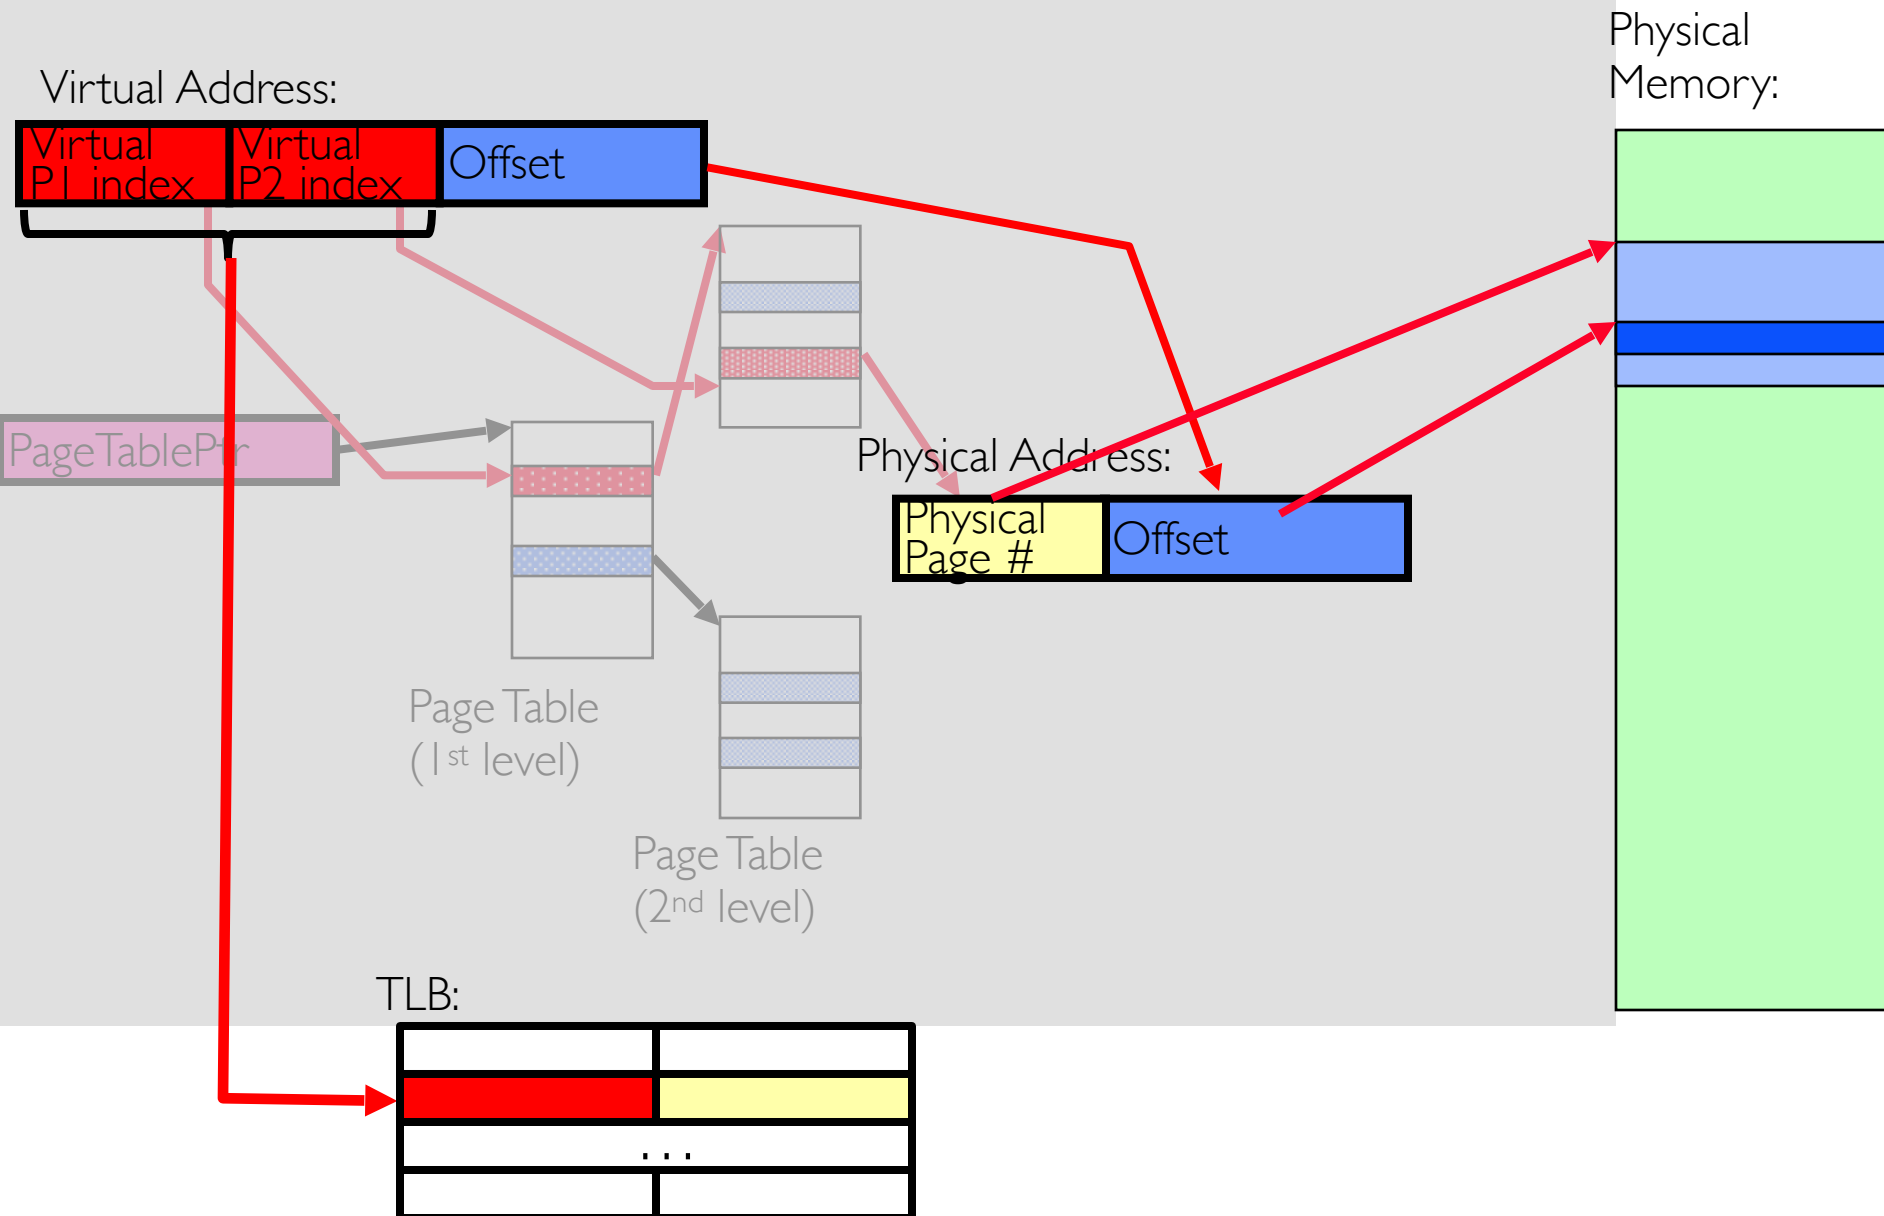 Physical
Memory:
Virtual Address:
Virtual
P1 index
Virtual
P2 index
Offset
PageTablePtr
Physical Address:
Physical
Page #
Offset
Page Table
(1st level)
Page Table
(2nd level)
TLB:
...